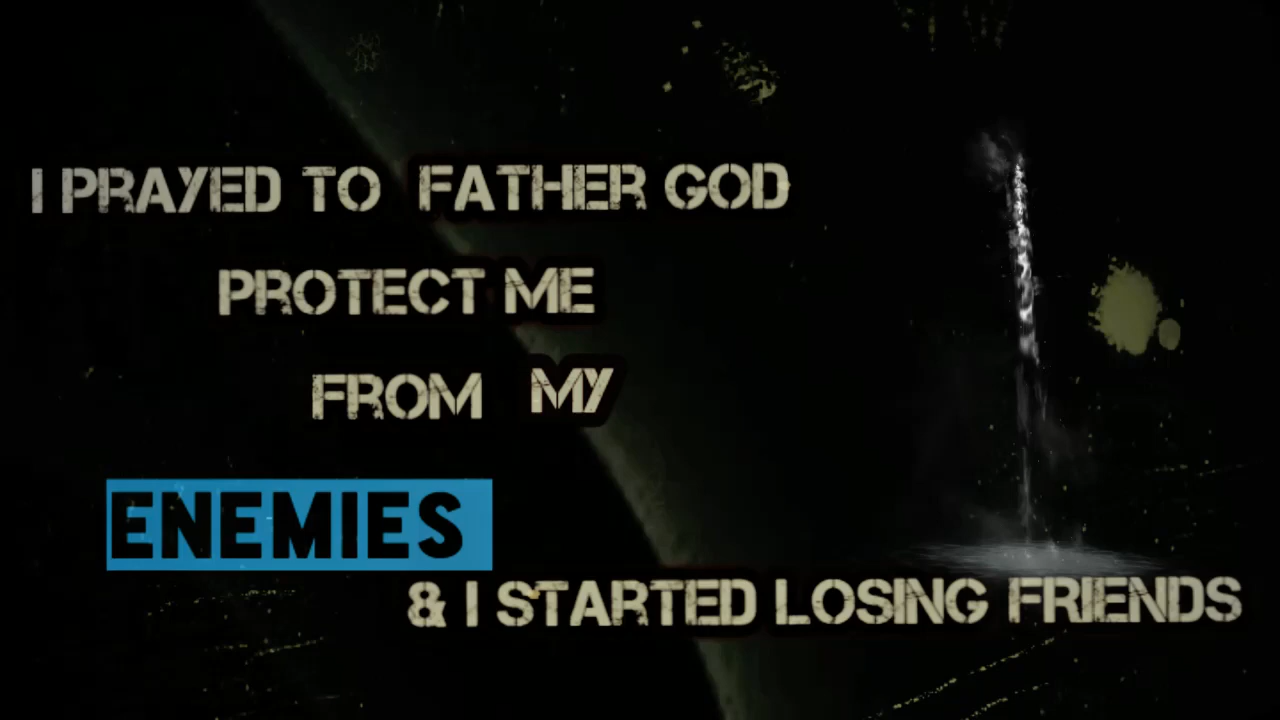 I PRAYED TO FATHER GOD
PROTECT ME
FROM MY
ENEMIES
& I STARTED LOSING FRIENDS